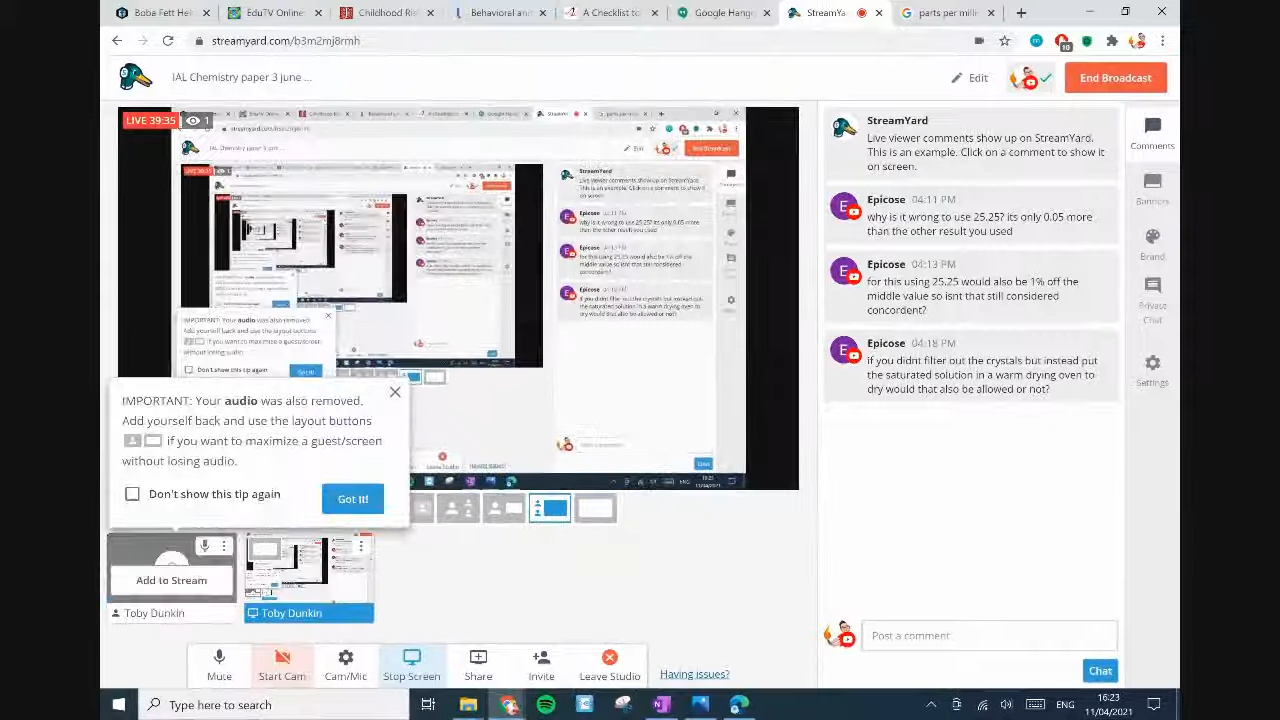 Boba Fett Hel
EduTV Online
Childhood Ri
Behavioral an
A Checklist to
Google Hang
StreamYa
parts per milli
streamyard.com/b3m2mj8rmh
10
IAL Chemistry paper 3 june ...
Edit
End Broadcast
LIVE 39:35
1
StreamYard
Live viewer comments show up on StreamYard.
This is an example. Click on a comment to show it
on screen.
Comments
Banners
Brand
Private
Chat
Settings
Epicose 04:11 PM
why is it wrong to use 25.25? its only 0.05 more
then the other result you used
Epicose 04:13 PM
for this using 25.25 would also be 1% off the
middle value so isnt that still considered
concordent?
Epicose 04:18 PM
if you didnt filter out the crystals but instead put
the saturated solution in a warm drying oven to
dry would that also be allowed or not?
IMPORTANT: Your audio was also removed.
Add yourself back and use the layout buttons
if you want to maximize a guest/screen
without losing audio.
Don't show this tip again
Got It!
Add to Stream
Toby Dunkin
Toby Dunkin
Mute
Start Cam
Cam/Mic
Stop Screen
Share
Invite
Leave Studio
Having issues?
Post a comment
Chat
Type here to search
ENG
16:23
11/04/2021